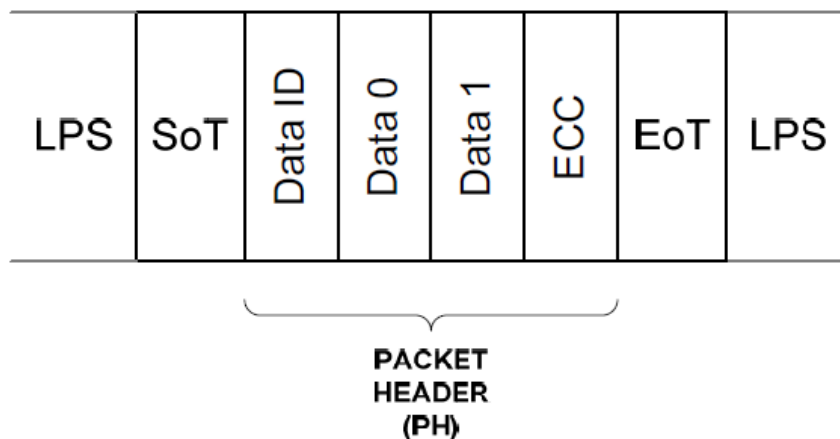 LPS SoT Data ID Data 0 Data 1 ECC EoT LPS
PACKET
HEADER
(PH)